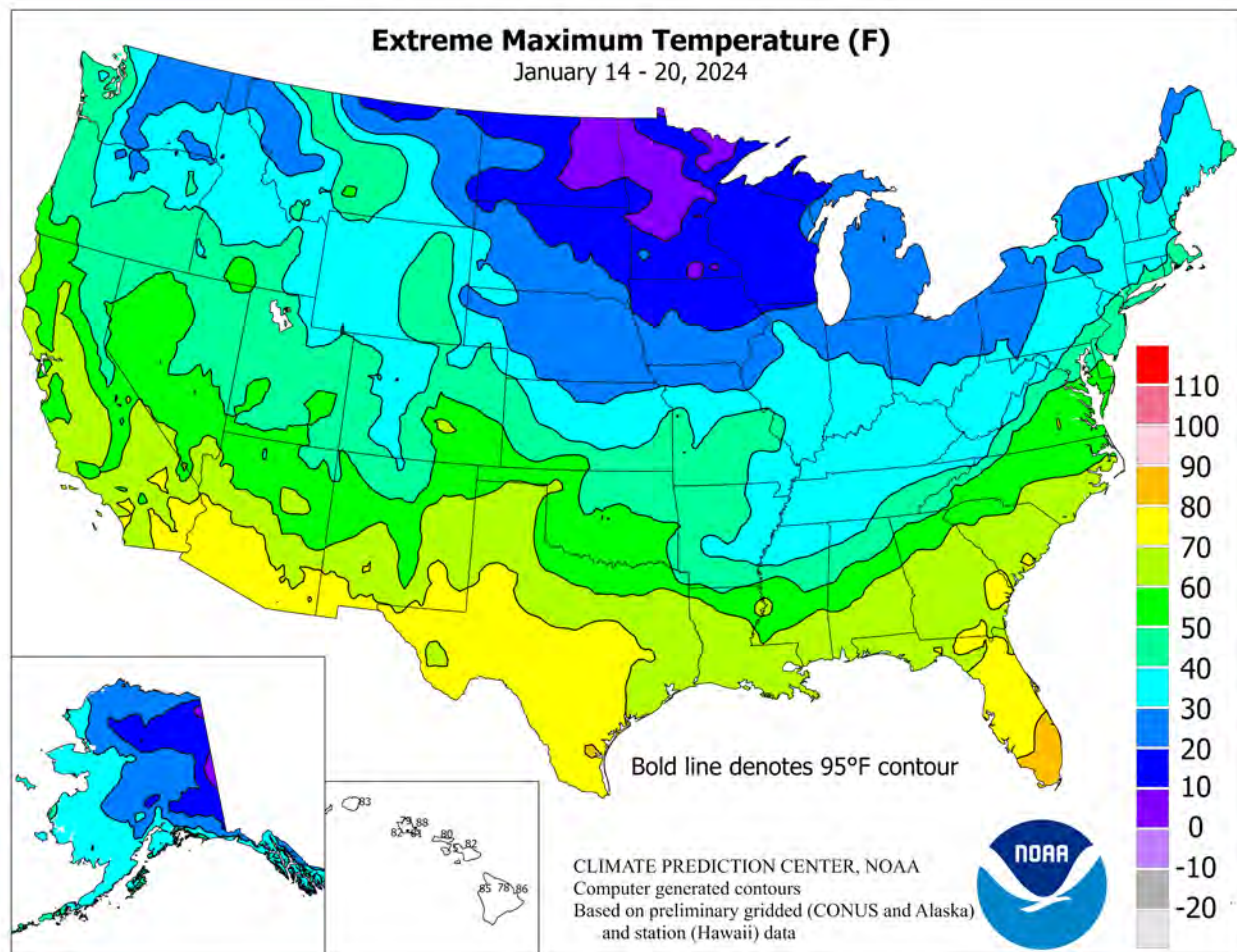 Extreme Maximum Temperature (F)
January 14 - 20, 2024
110
100
90
80
70
60
50
40
30
20
10
0
-10
-20
Bold line denotes 95°F contour
83
79 88
82 81 80
75 82
85 78 86
CLIMATE PREDICTION CENTER, NOAA
Computer generated contours
Based on preliminary gridded (CONUS and Alaska)
and station (Hawaii) data
NOAA